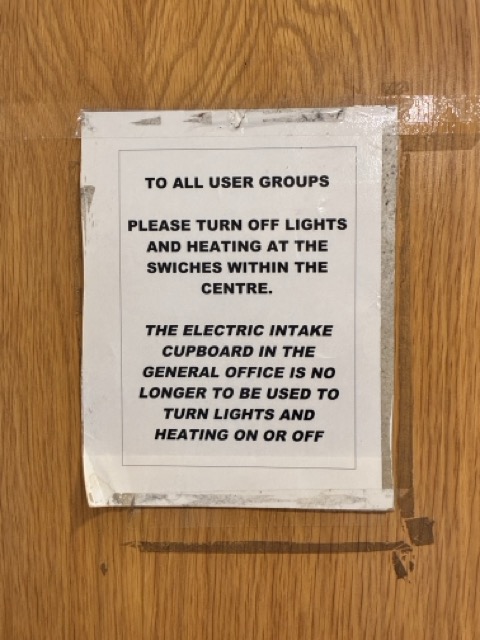 TO ALL USER GROUPS
PLEASE TURN OFF LIGHTS
AND HEATING AT THE
SWICHES WITHIN THE
CENTRE.
THE ELECTRIC INTAKE
CUPBOARD IN THE
GENERAL OFFICE IS NO
LONGER TO BE USED TO
TURN LIGHTS AND
HEATING ON OR OFF